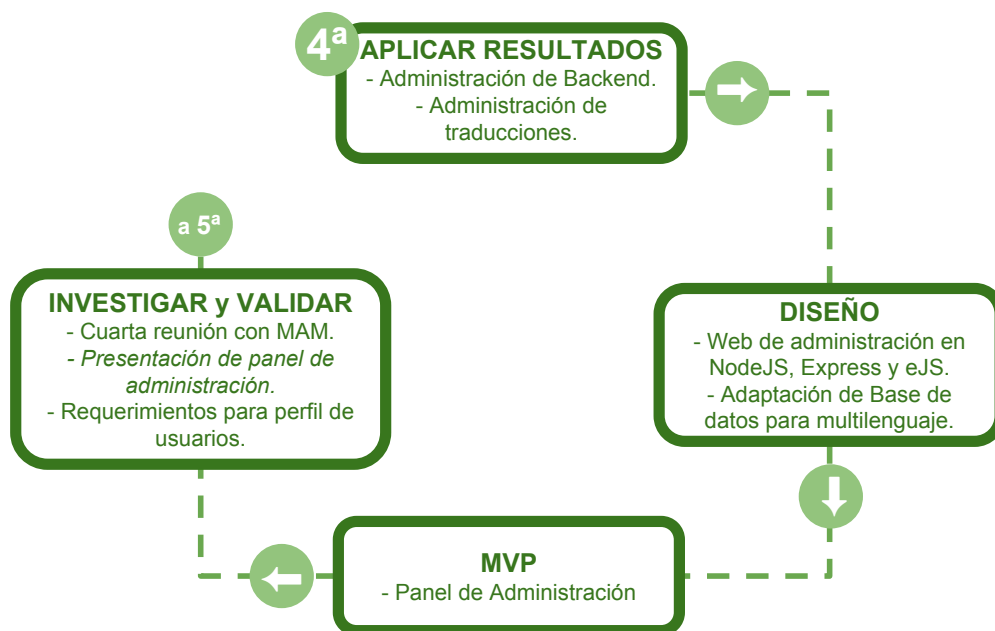 4ª
APLICAR RESULTADOS
- Administración de Backend.
- Administración de
traducciones.
DISEÑO
- Web de administración en
NodeJS, Express y eJS.
- Adaptación de Base de
datos para multilenguaje.
MVP
- Panel de Administración
INVESTIGAR y VALIDAR
- Cuarta reunión con MAM.
- Presentación de panel de
administración.
- Requerimientos para perfil de
usuarios.
a 5ª